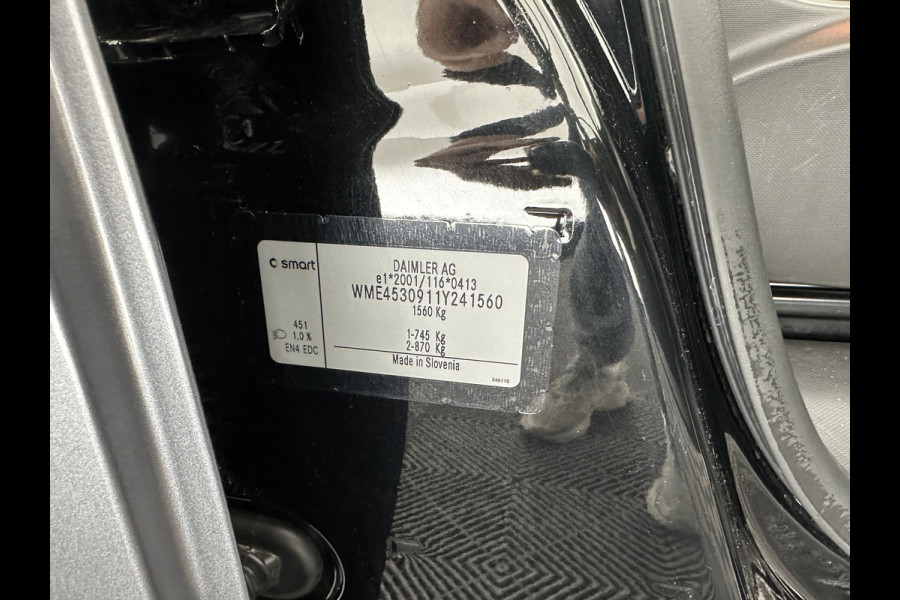 smart
451
1,0 %
EN4 EDC
DAIMLER AG
e1*2001/116*0413
WME4530911Y241560
1560 Kg
1-745 Kg
2-870 Kg
Made in Slovenia